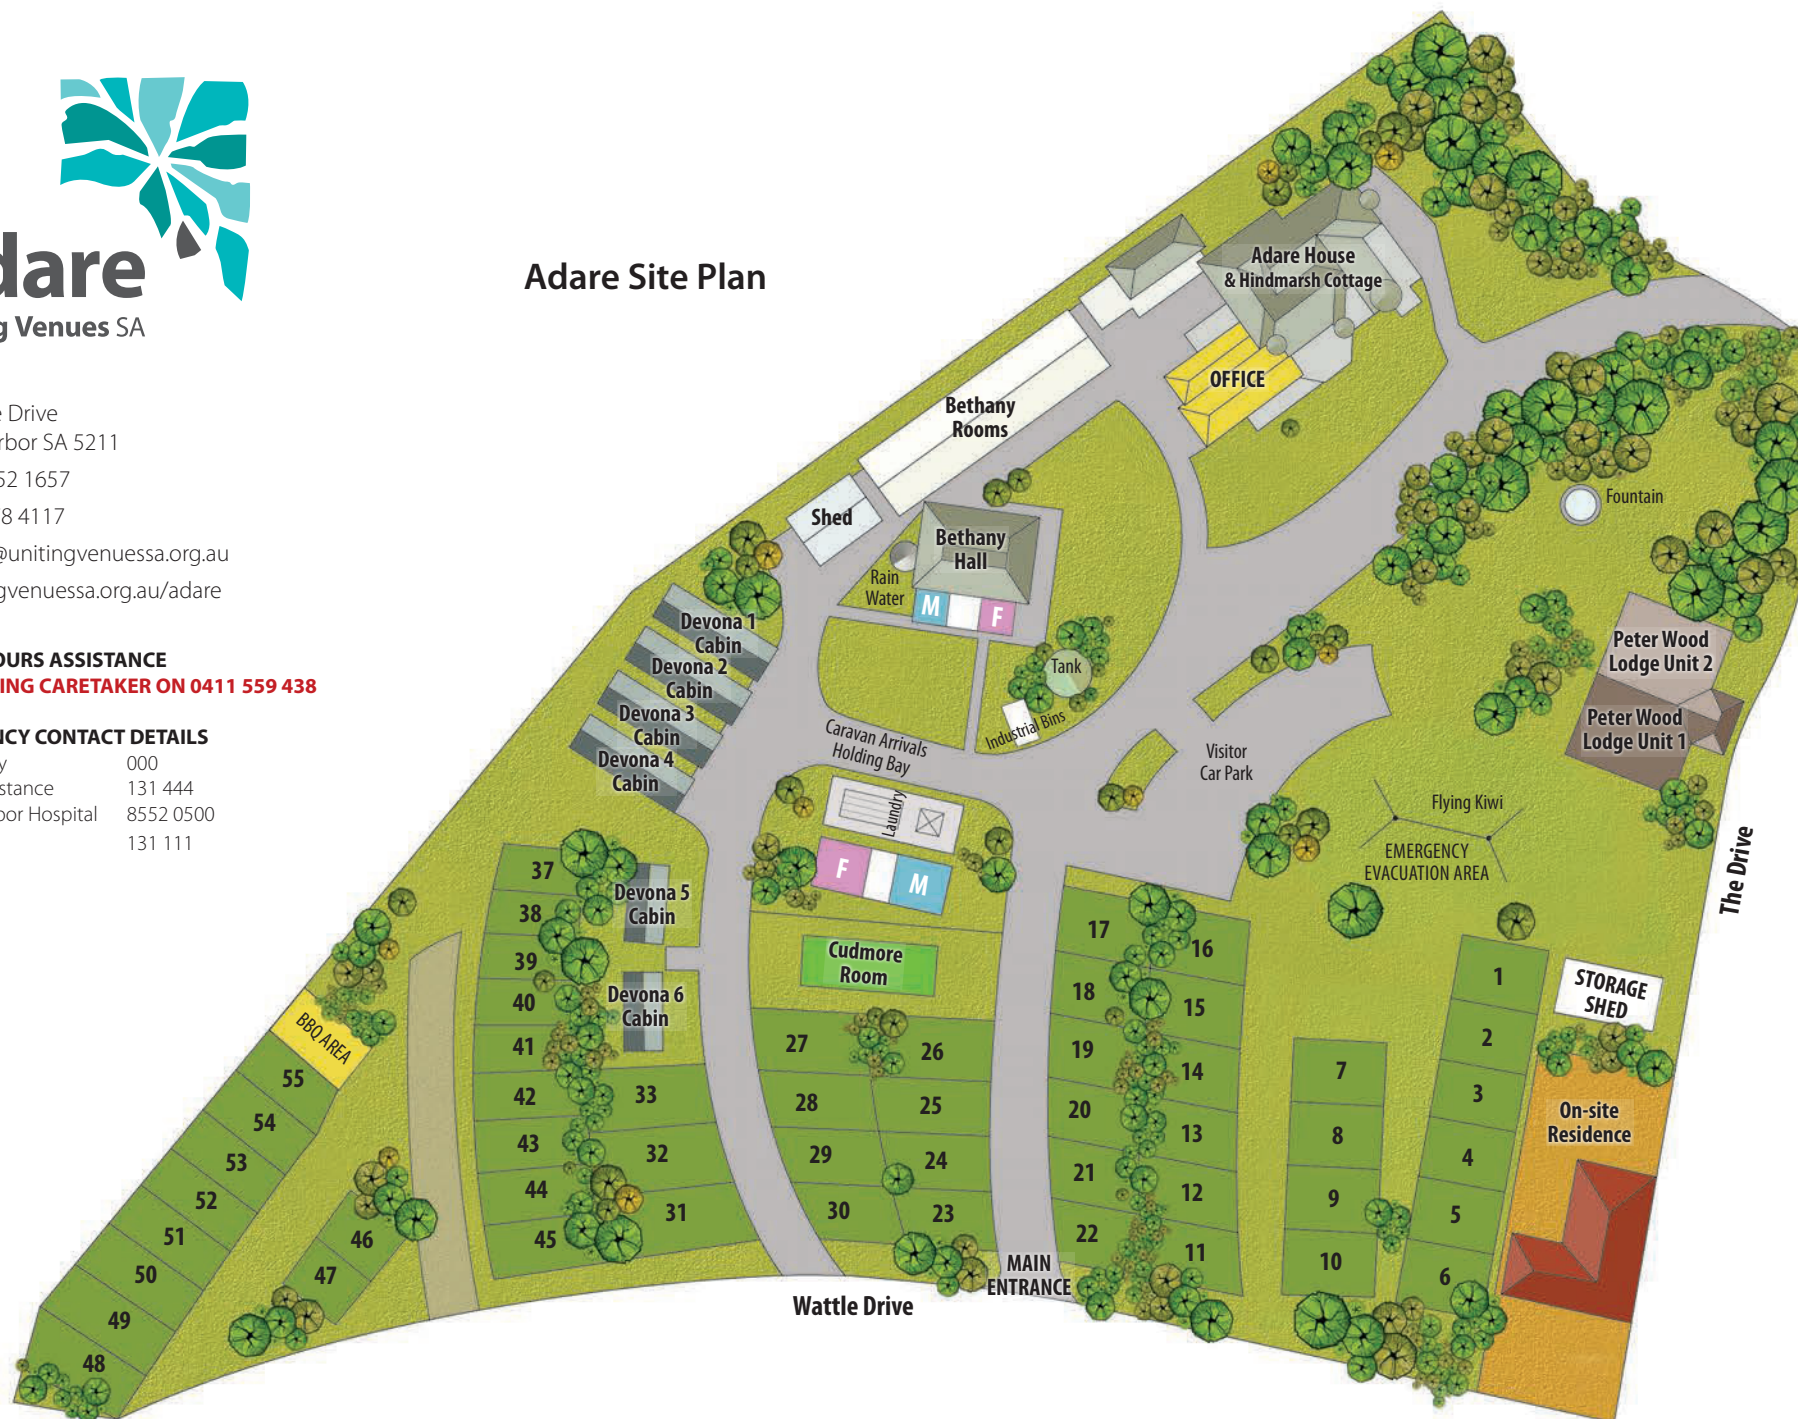 dare
g Venues SA
e Drive
rbor SA 5211
52 1657
78 4117
@unitingvenuessa.org.au
gvenuessa.org.au/adare
OURS ASSISTANCE
ING CARETAKER ON 0411 559 438
NCY CONTACT DETAILS
y 000
stance 131 444
oor Hospital 8552 0500
131 111
Adare Site Plan
Adare House
& Hindmarsh Cottage
OFFICE
Bethany
Rooms
Shed
Bethany
Hall
Rain
Water
M
F
Fountain
Tank
Industrial Bins
Caravan Arrivals
Holding Bay
Visitor
Car Park
Peter Wood
Lodge Unit 2
Peter Wood
Lodge Unit 1
Flying Kiwi
EMERGENCY
EVACUATION AREA
The Drive
Devona 1
Cabin
Devona 2
Cabin
Devona 3
Cabin
Devona 4
Cabin
Laundry
F
M
Devona 5
Cabin
Devona 6
Cabin
Cudmore
Room
STORAGE
SHED
On-site
Residence
BBQ AREA
MAIN
ENTRANCE
Wattle Drive
1
2
3
4
5
6
7
8
9
10
11
12
13
14
15
16
17
18
19
20
21
22
23
24
25
26
27
28
29
30
31
32
33
37
38
39
40
41
42
43
44
45
46
47
48
49
50
51
52
53
54
55